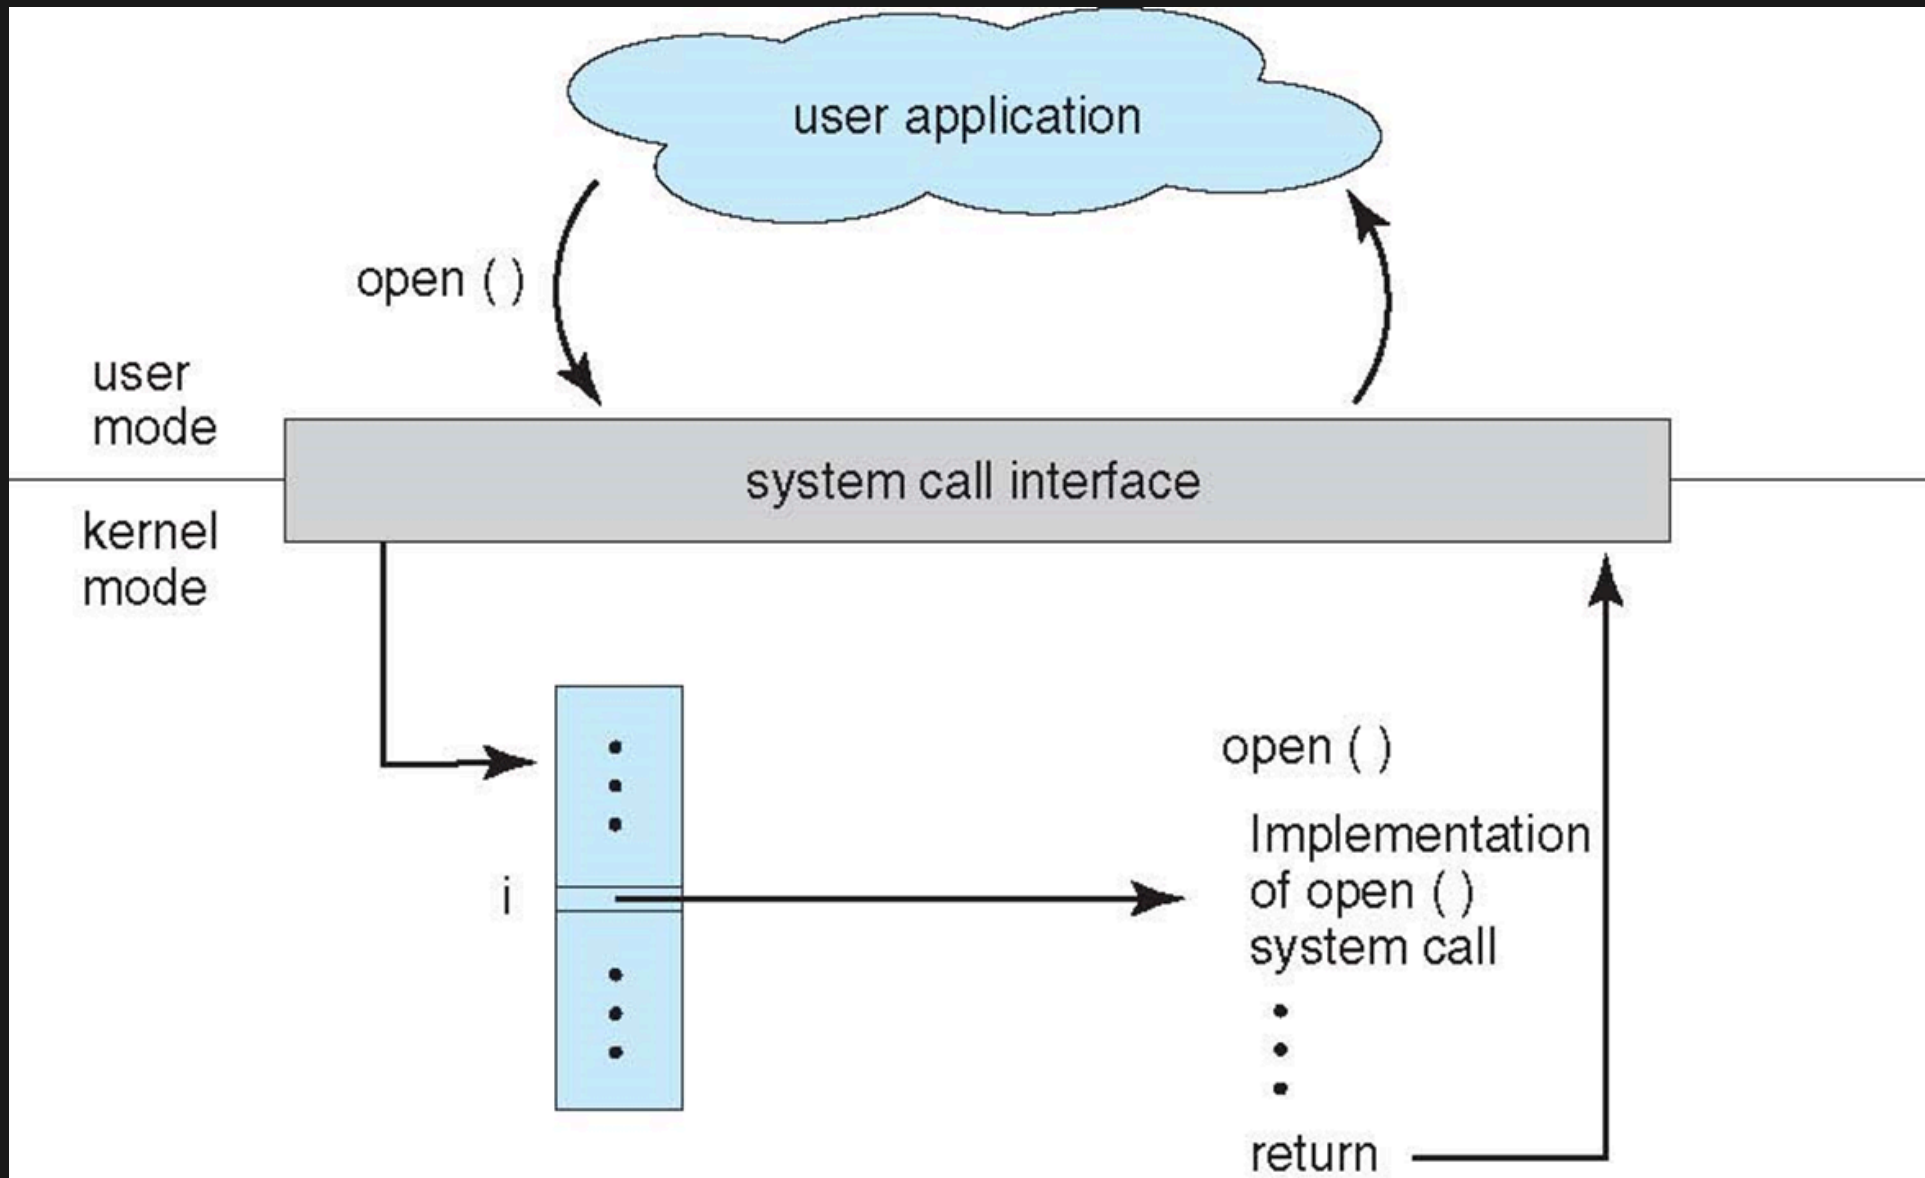 user application
open ( )
user
mode
system call interface
kernel
mode
open ( )
Implementation
i
of open ( )
system call
return